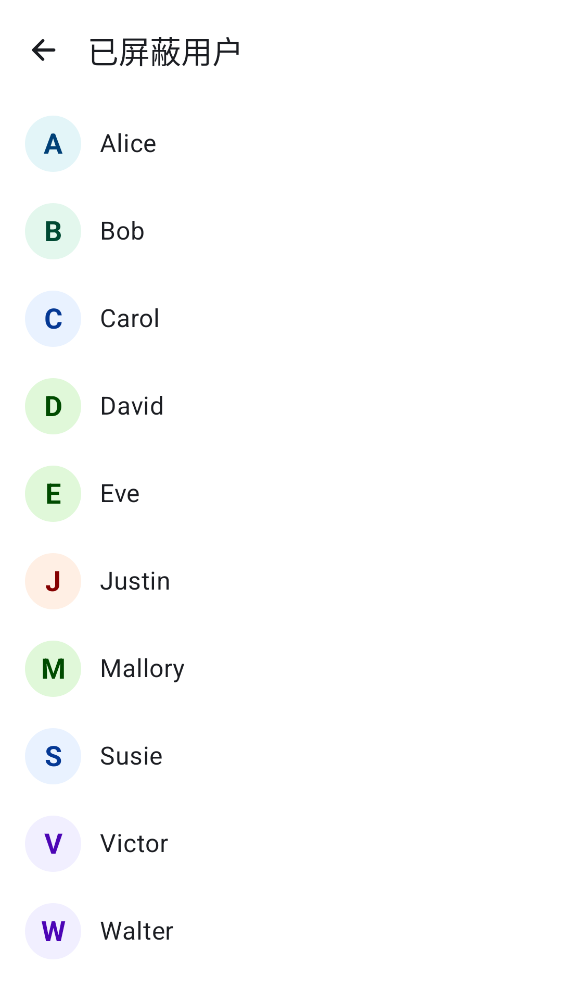 已屏蔽用户
A Alice
B Bob
C Carol
D David
E Eve
J Justin
M Mallory
S Susie
V Victor
W Walter